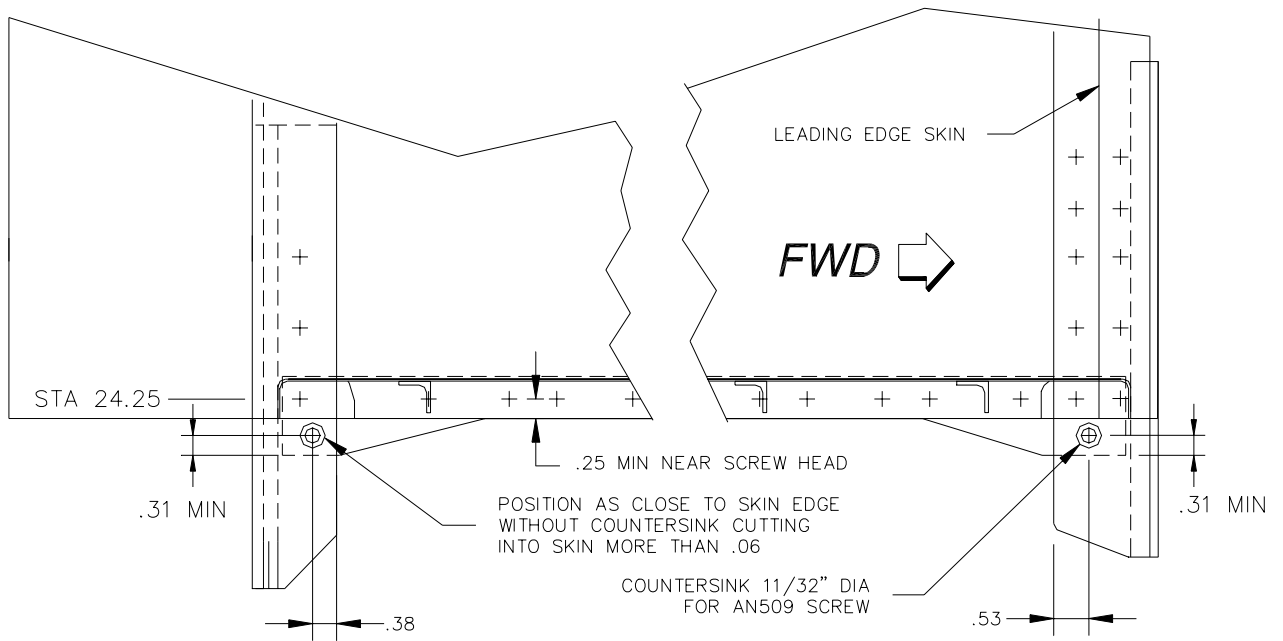 LEADING EDGE SKIN
FWD
STA 24.25
.25 MIN NEAR SCREW HEAD
.31 MIN
.31 MIN
POSITION AS CLOSE TO SKIN EDGE
WITHOUT COUNTERSINK CUTTING
INTO SKIN MORE THAN .06
COUNTERSINK 11/32" DIA
FOR AN509 SCREW
.38
.53